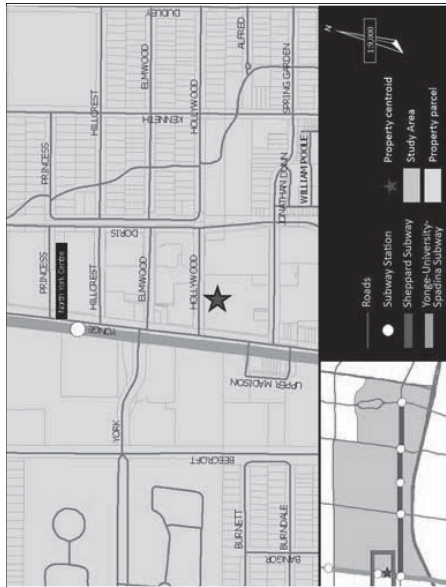 DUDLEY
ALFRED
PRINCESS
HILLCREST
ELMWOOD
KENNETH
HOLLYWOOD
SPRING GARDEN
DORIS
JONATHAN DUNN
WILLIAM POOLE
PRINCESS
North York Centre
HILLCREST
ELMWOOD
HOLLYWOOD
YONGE
UPPER MADISON
YORK
BEECROFT
BURNETT
BURNDALE
BANGOR
N
1:9,000
Roads
Subway Station
Sheppard Subway
Yonge-University-
Spadina Subway
Property centroid
Study Area
Property parcel